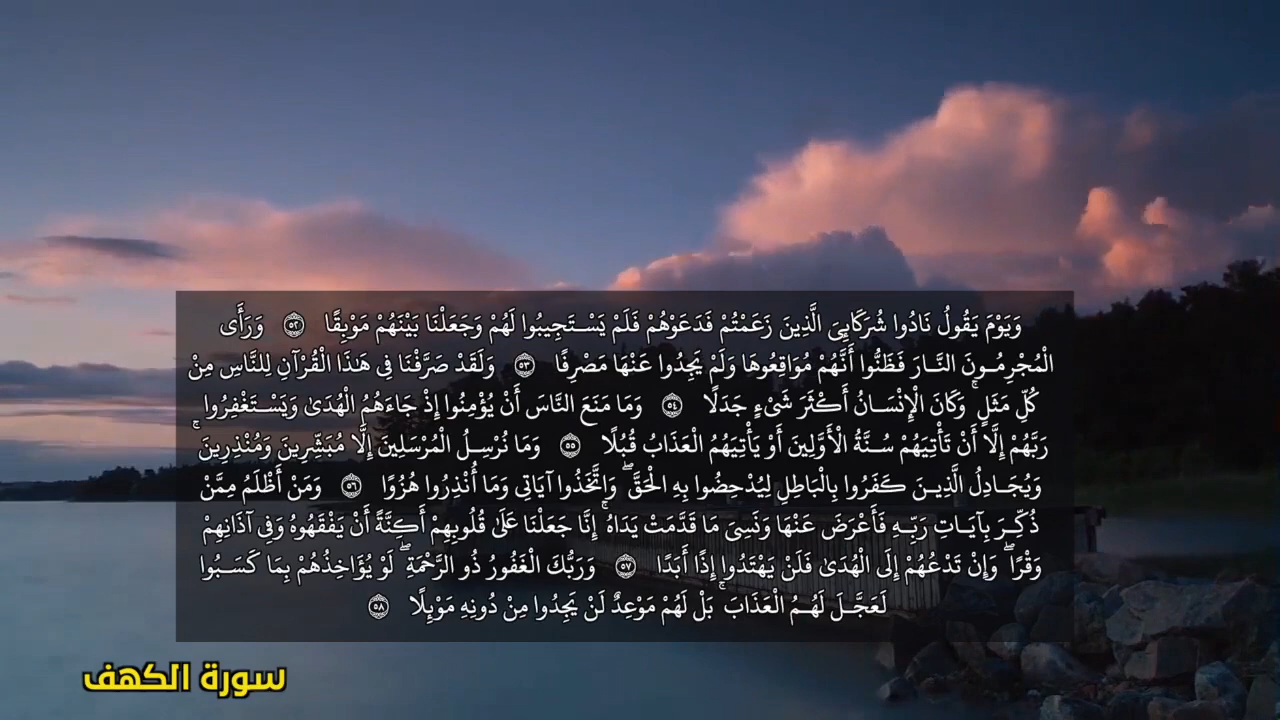 وَيَوْمَ يَقُولُ نَادُوا شُرَكَايِيَ الَّذِينَ زَعَمْتُمْ فَدَعَوْهُمْ فَلَمْ يَسْتَجِيبُوا لَهُمْ وَجَعَلْنَا بَيْنَهُمْ مَوْبِقًا ۝٥٢ وَرَأَى
الْمُجْرِمُونَ النَّارَ فَظَنُّوا أَنَّهُمْ مُوَاقِعُوهَا وَلَمْ يَجِدُوا عَنْهَا مَصْرِفًا ۝٥٣ وَلَقَدْ صَرَّفْنَا فِي هَٰذَا الْقُرْآنِ لِلنَّاسِ مِنْ
كُلِّ مَثَلٍ ۚ وَكَانَ الْإِنْسَانُ أَكْثَرَ شَيْءٍ جَدَلًا ۝٥٤ وَمَا مَنَعَ النَّاسَ أَنْ يُؤْمِنُوا إِذْ جَاءَهُمُ الْهُدَىٰ وَيَسْتَغْفِرُوا
رَبَّهُمْ إِلَّا أَنْ تَأْتِيَهُمْ سُنَّةُ الْأَوَّلِينَ أَوْ يَأْتِيَهُمُ الْعَذَابُ قُبُلًا ۝٥٥ وَمَا نُرْسِلُ الْمُرْسَلِينَ إِلَّا مُبَشِّرِينَ وَمُنْذِرِينَ ۚ
وَيُجَادِلُ الَّذِينَ كَفَرُوا بِالْبَاطِلِ لِيُدْحِضُوا بِهِ الْحَقَّ ۖ وَاتَّخَذُوا آيَاتِي وَمَا أُنْذِرُوا هُزُوًا ۝٥٦ وَمَنْ أَظْلَمُ مِمَّنْ
ذُكِّرَ بِآيَاتِ رَبِّهِ فَأَعْرَضَ عَنْهَا وَنَسِيَ مَا قَدَّمَتْ يَدَاهُ ۚ إِنَّا جَعَلْنَا عَلَىٰ قُلُوبِهِمْ أَكِنَّةً أَنْ يَفْقَهُوهُ وَفِي آذَانِهِمْ
وَقْرًا ۖ وَإِنْ تَدْعُهُمْ إِلَى الْهُدَىٰ فَلَنْ يَهْتَدُوا إِذًا أَبَدًا ۝٥٧ وَرَبُّكَ الْغَفُورُ ذُو الرَّحْمَةِ ۖ لَوْ يُؤَاخِذُهُمْ بِمَا كَسَبُوا
لَعَجَّلَ لَهُمُ الْعَذَابَ ۚ بَلْ لَهُمْ مَوْعِدٌ لَنْ يَجِدُوا مِنْ دُونِهِ مَوْئِلًا ۝٥٨
سورة الكهف